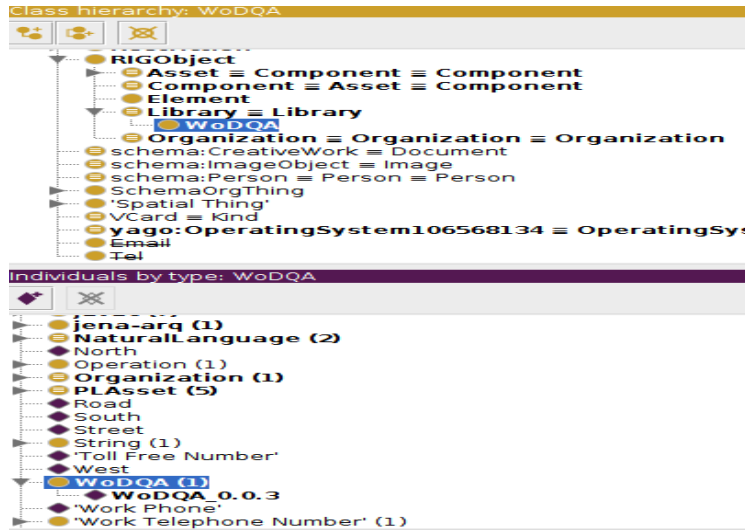 Class hierarchy: WoDQA
RIGObject
Asset ≡ Component ≡ Component
Component ≡ Asset ≡ Component
Element
Library ≡ Library
WoDQA
Organization ≡ Organization ≡ Organization
schema:CreativeWork ≡ Document
schema:ImageObject ≡ Image
schema:Person ≡ Person ≡ Person
SchemaOrgThing
'Spatial Thing'
VCard ≡ Kind
yago:OperatingSystem106568134 ≡ OperatingSys
Email
Tel
Individuals by type: WoDQA
jena-arq (1)
NaturalLanguage (2)
North
Operation (1)
Organization (1)
PLAsset (5)
Road
South
Street
String (1)
'Toll Free Number'
West
WoDQA (1)
WoDQA_0.0.3
'Work Phone'
'Work Telephone Number' (1)